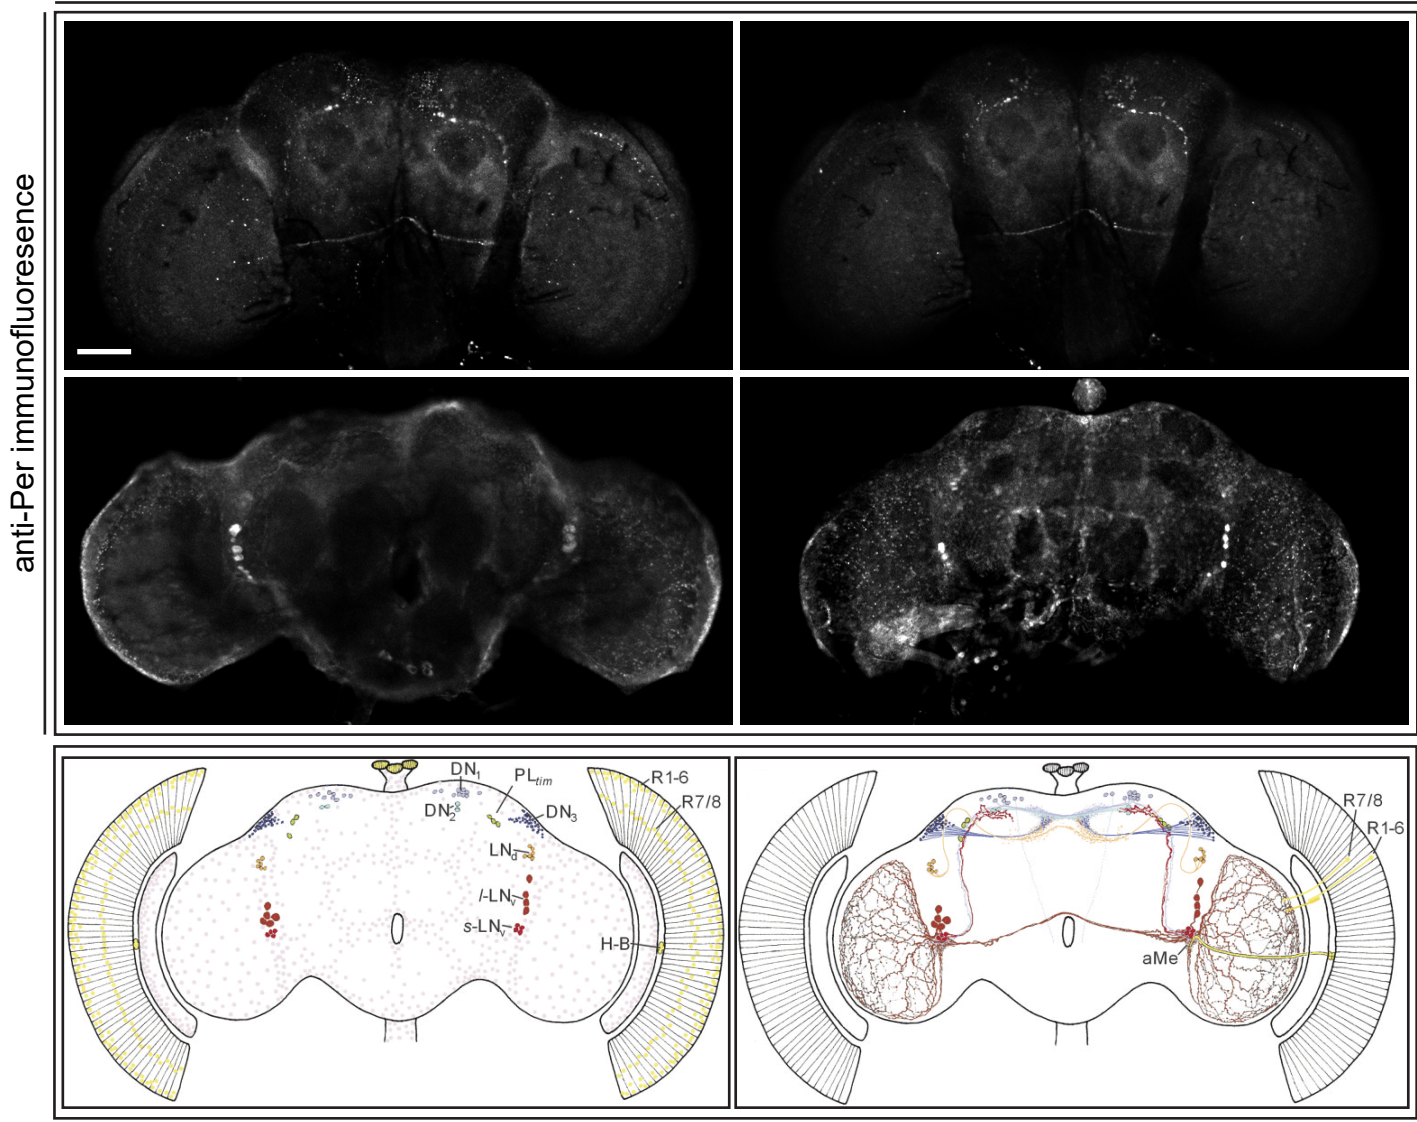 anti-Per immunofluoresence
DN1
PLtim
DN2
DN3
LNd
l-LNv
s-LNv
R1-6
R7/8
H-B
R7/8
R1-6
aMe